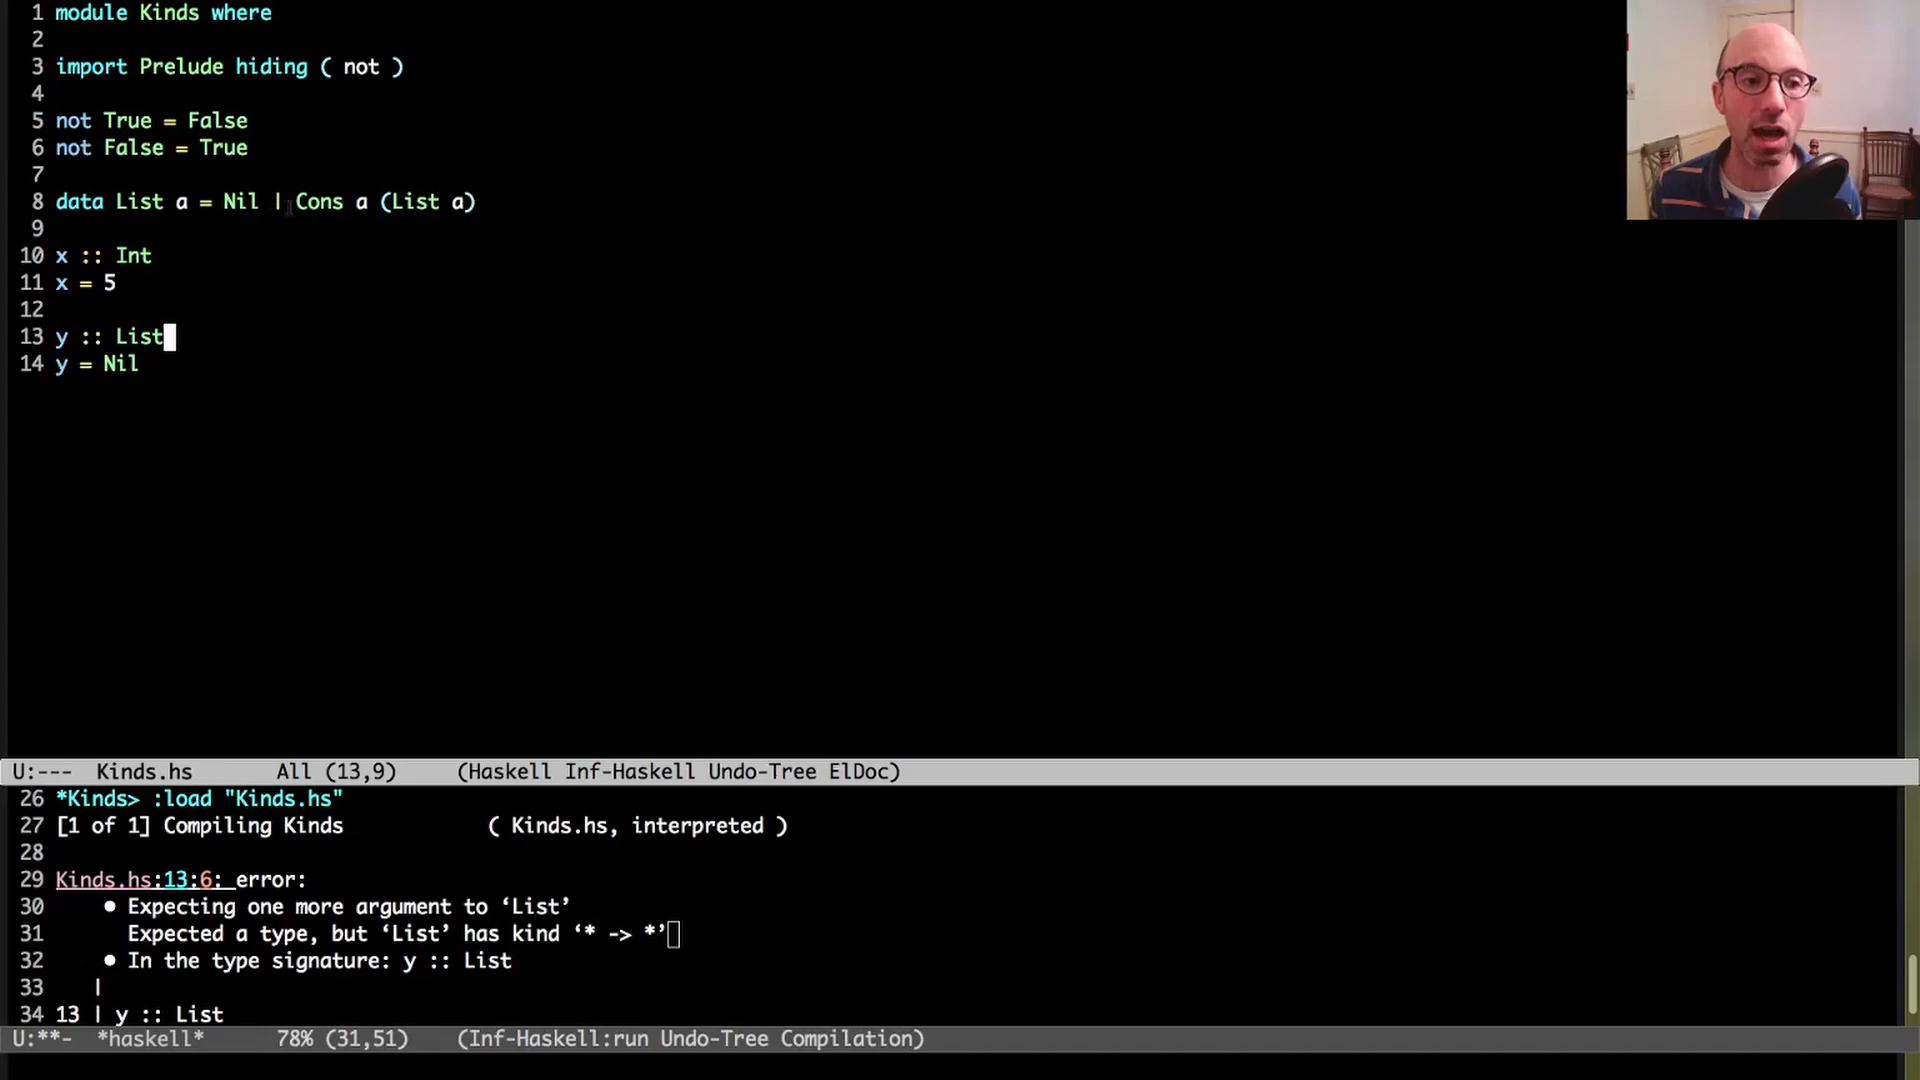 1 module Kinds where
2
3 import Prelude hiding ( not )
4
5 not True = False
6 not False = True
7
8 data List a = Nil | Cons a (List a)
9
10 x :: Int
11 x = 5
12
13 y :: List
14 y = Nil
U:--- Kinds.hs All (13,9) (Haskell Inf-Haskell Undo-Tree ElDoc)
26 *Kinds> :load "Kinds.hs"
27 [1 of 1] Compiling Kinds ( Kinds.hs, interpreted )
28
29 Kinds.hs:13:6: error:
30 • Expecting one more argument to ‘List’
31 Expected a type, but ‘List’ has kind ‘* -> *’
32 • In the type signature: y :: List
33 |
34 13 | y :: List
U:**- *haskell* 78% (31,51) (Inf-Haskell:run Undo-Tree Compilation)